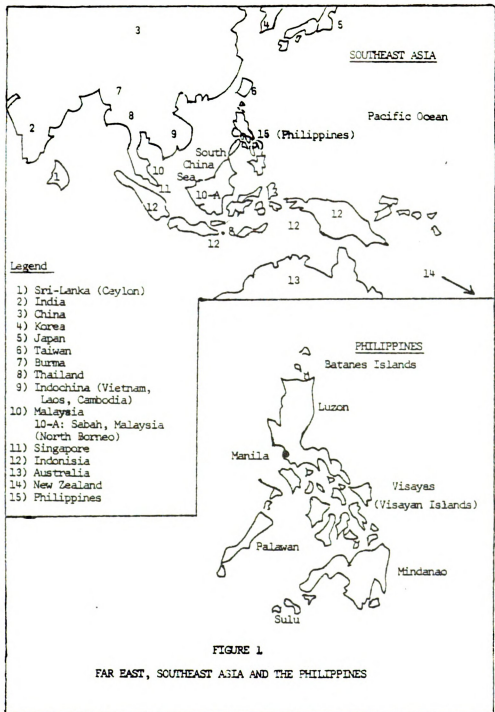 3
4
5
SOUTHEAST ASIA
7
6
Pacific Ocean
2
8
9
15 (Philippines)
South
China
Sea
1
10
11
10-A
12
12
12
8
12
13
14
Legend
1) Sri-Lanka (Ceylon)
2) India
3) China
4) Korea
5) Japan
6) Taiwan
7) Burma
8) Thailand
9) Indochina (Vietnam,
Laos, Cambodia)
10) Malaysia
10-A: Sabah, Malaysia
(North Borneo)
11) Singapore
12) Indonisia
13) Australia
14) New Zealand
15) Philippines
PHILIPPINES
Batanes Islands
Luzon
Manila
Visayas
(Visayan Islands)
Palawan
Mindanao
Sulu
FIGURE 1
FAR EAST, SOUTHEAST ASIA AND THE PHILIPPINES